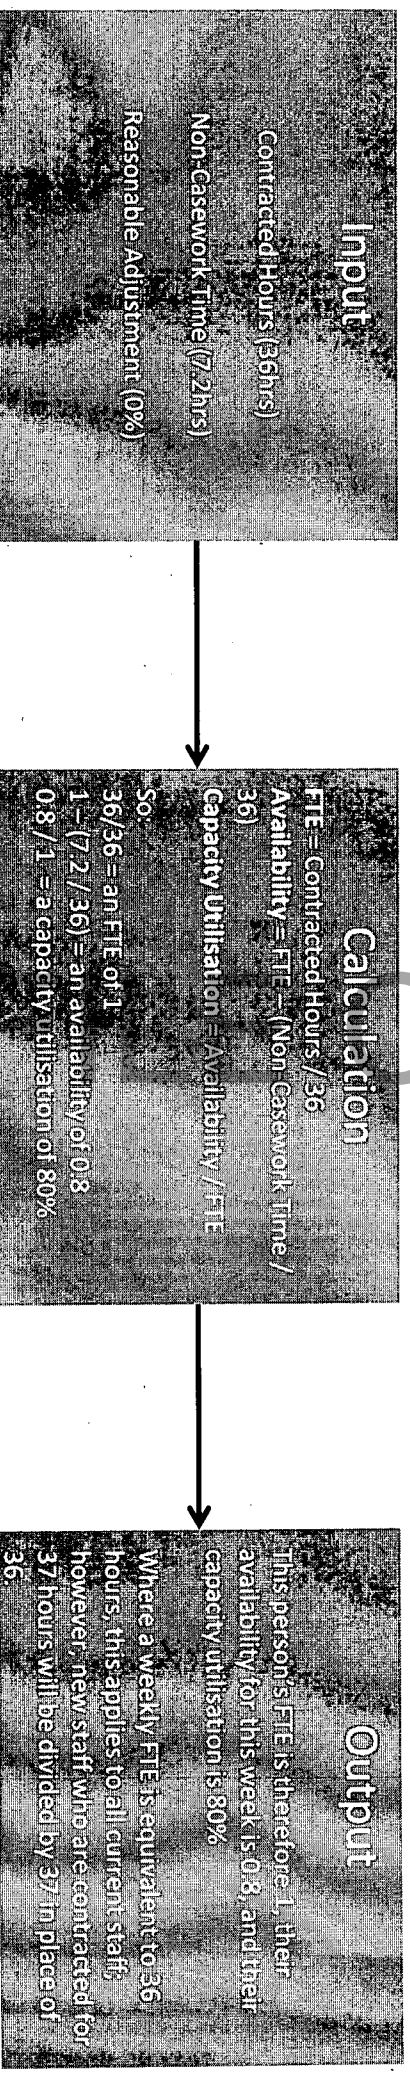 Input
Contracted Hours (36hrs)
Non-Casework Time (7.2hrs)
Reasonable Adjustment (0%)
Calculation
FTE = Contracted Hours / 36
Availability = FTE – (Non Casework Time /
36)
Capacity Utilisation = Availability / FTE
So:
36/36 = an FTE of 1
1 – (7.2 / 36) = an availability of 0.8
0.8 / 1 = a capacity utilisation of 80%
Output
This person's FTE is therefore 1, their
availability for this week is 0.8, and their
capacity utilisation is 80%
Where a weekly FTE is equivalent to 36
hours, this applies to all current staff,
however, new staff who are contracted for
37 hours will be divided by 37 in place of
36.